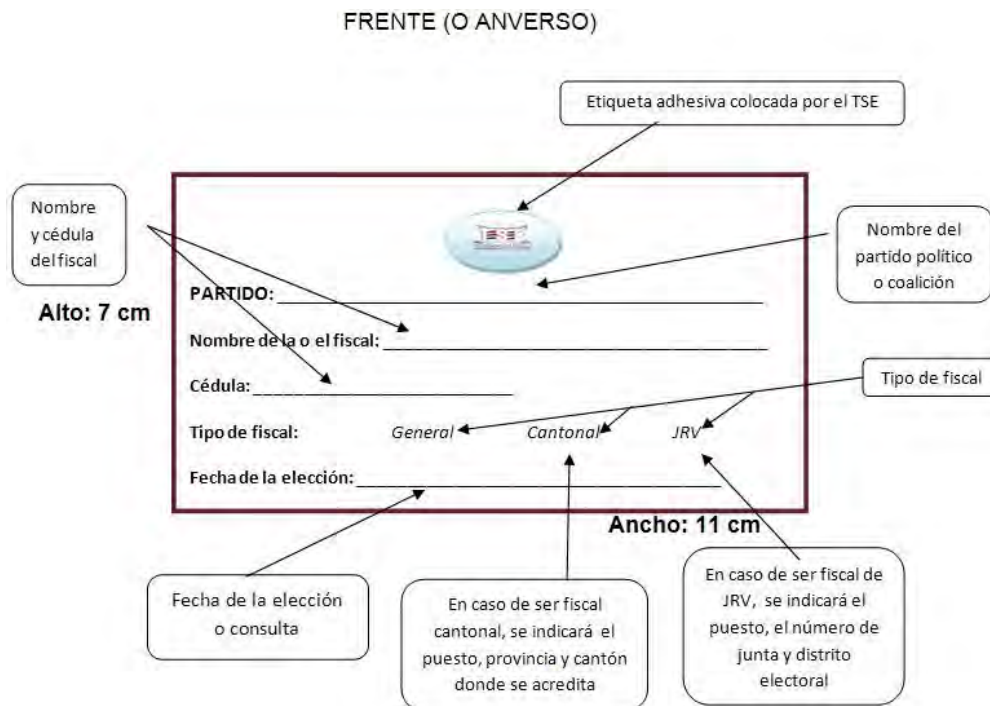 FRENTE (O ANVERSO)
Etiqueta adhesiva colocada por el TSE
Nombre
y cédula
del fiscal
Nombre del
partido político
o coalición
Alto: 7 cm
PARTIDO:
Nombre de la o el fiscal:
Cédula:
Tipo de fiscal
Tipo de fiscal: General Cantonal JRV
Fecha de la elección:
Ancho: 11 cm
Fecha de la elección
o consulta
En caso de ser fiscal
cantonal, se indicará el
puesto, provincia y cantón
donde se acredita
En caso de ser fiscal de
JRV, se indicará el
puesto, el número de
junta y distrito
electoral